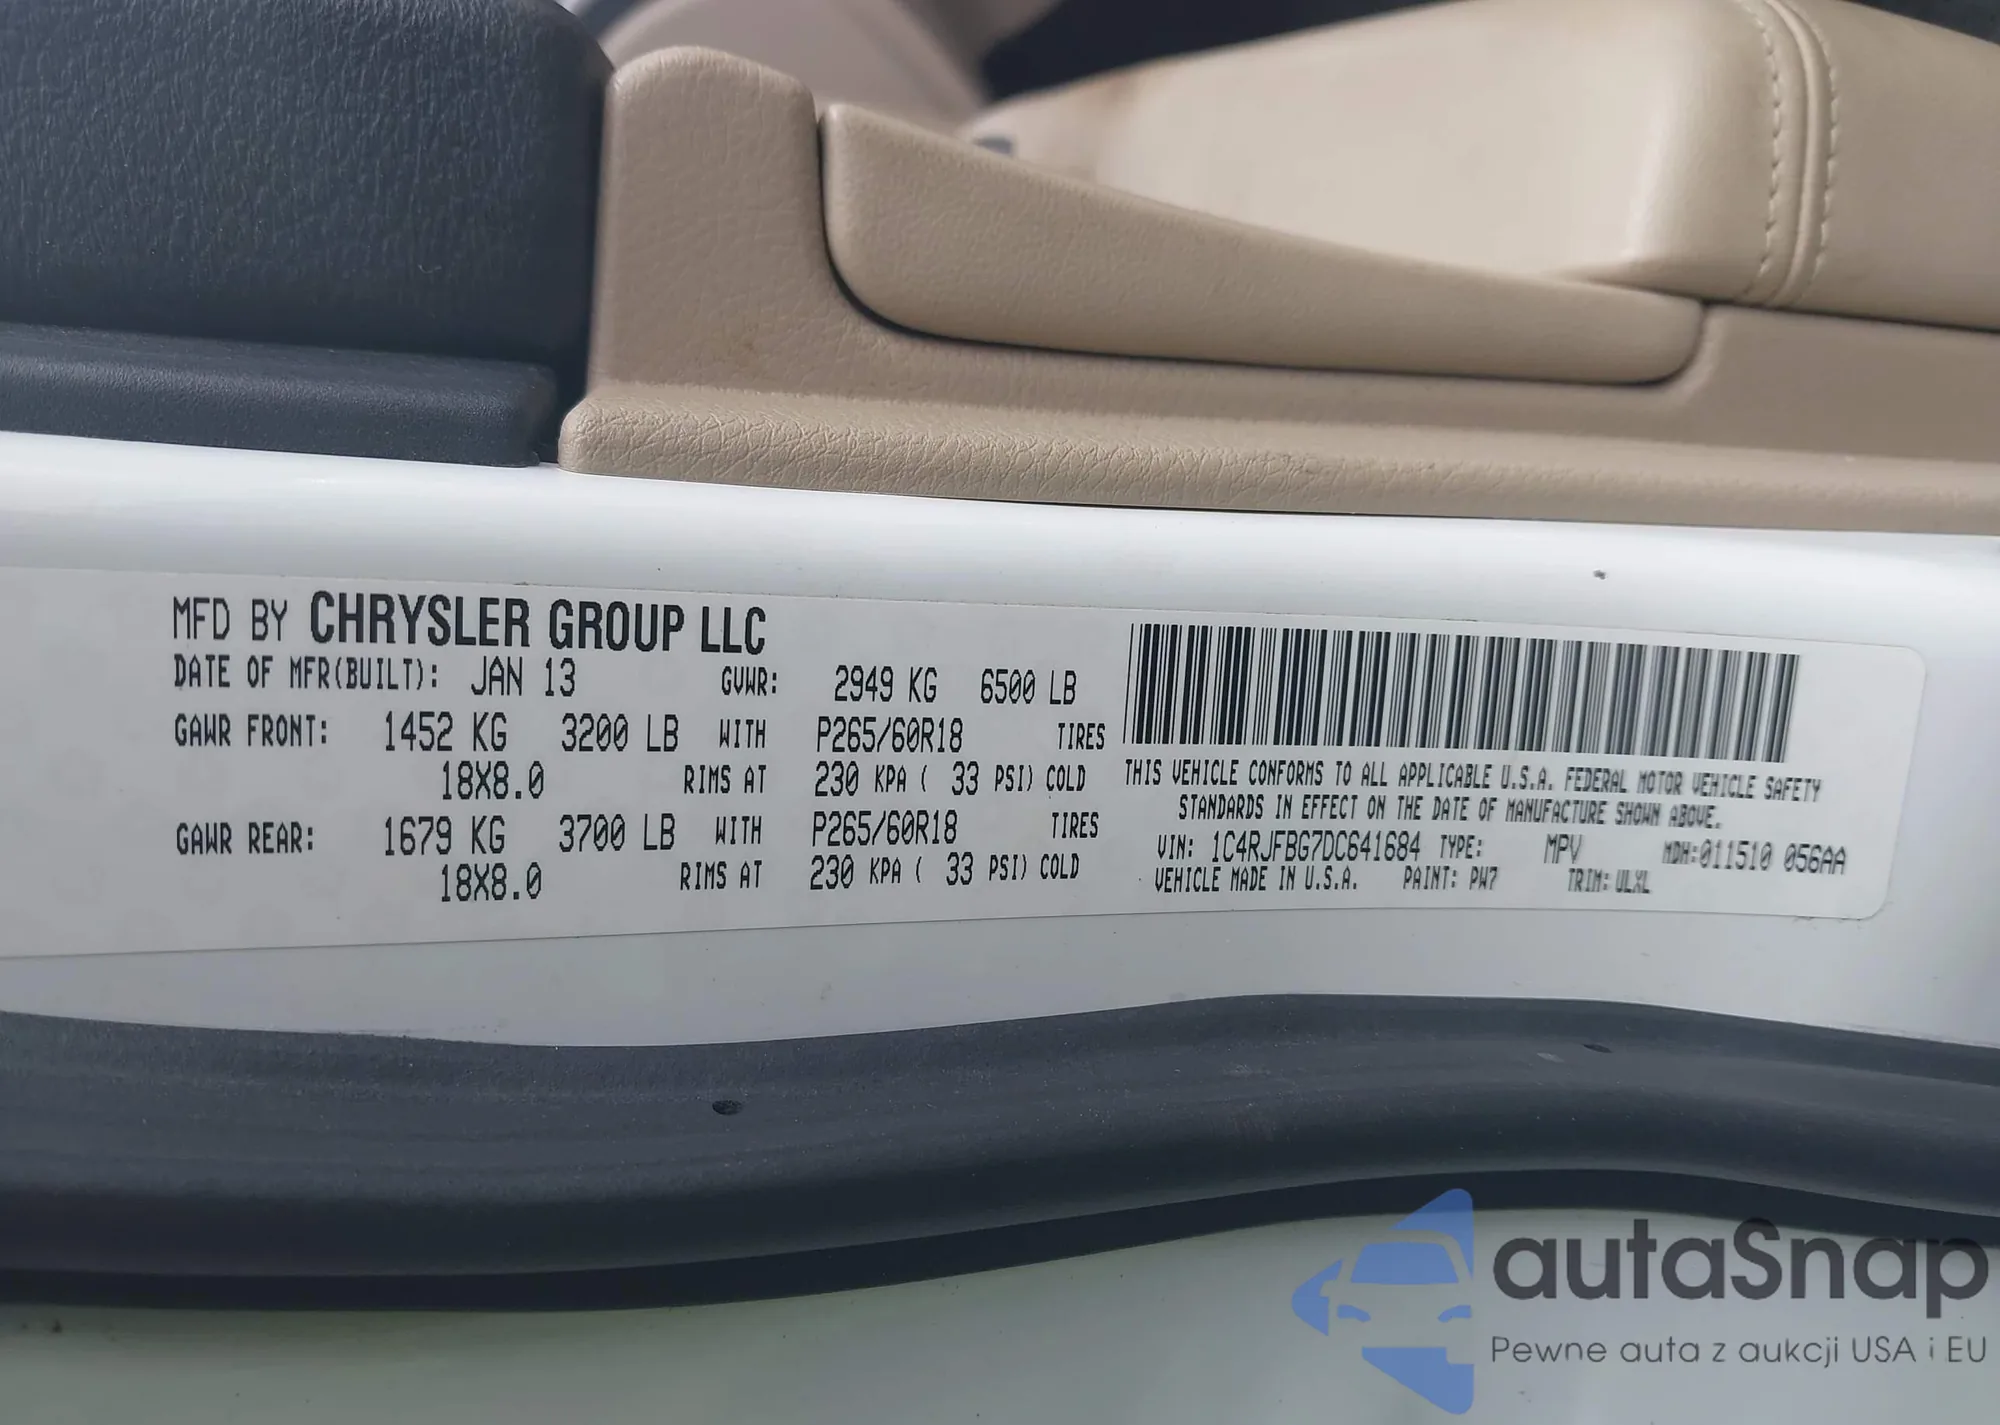 MFD BY CHRYSLER GROUP LLC
DATE OF MFR(BUILT): JAN 13 GVWR: 2949 KG 6500 LB
GAWR FRONT: 1452 KG 3200 LB WITH P265/60R18 TIRES
18X8.0 RIMS AT 230 KPA ( 33 PSI) COLD
GAWR REAR: 1679 KG 3700 LB WITH P265/60R18 TIRES
18X8.0 RIMS AT 230 KPA ( 33 PSI) COLD
THIS VEHICLE CONFORMS TO ALL APPLICABLE U.S.A. FEDERAL MOTOR VEHICLE SAFETY
STANDARDS IN EFFECT ON THE DATE OF MANUFACTURE SHOWN ABOVE.
VIN: 1C4RJFBG7DC641684 TYPE: MPV MDH:011510 056AA
VEHICLE MADE IN U.S.A. PAINT: PW7 TRIM: ULXL
autaSnap
Pewne auta z aukcji USA i EU